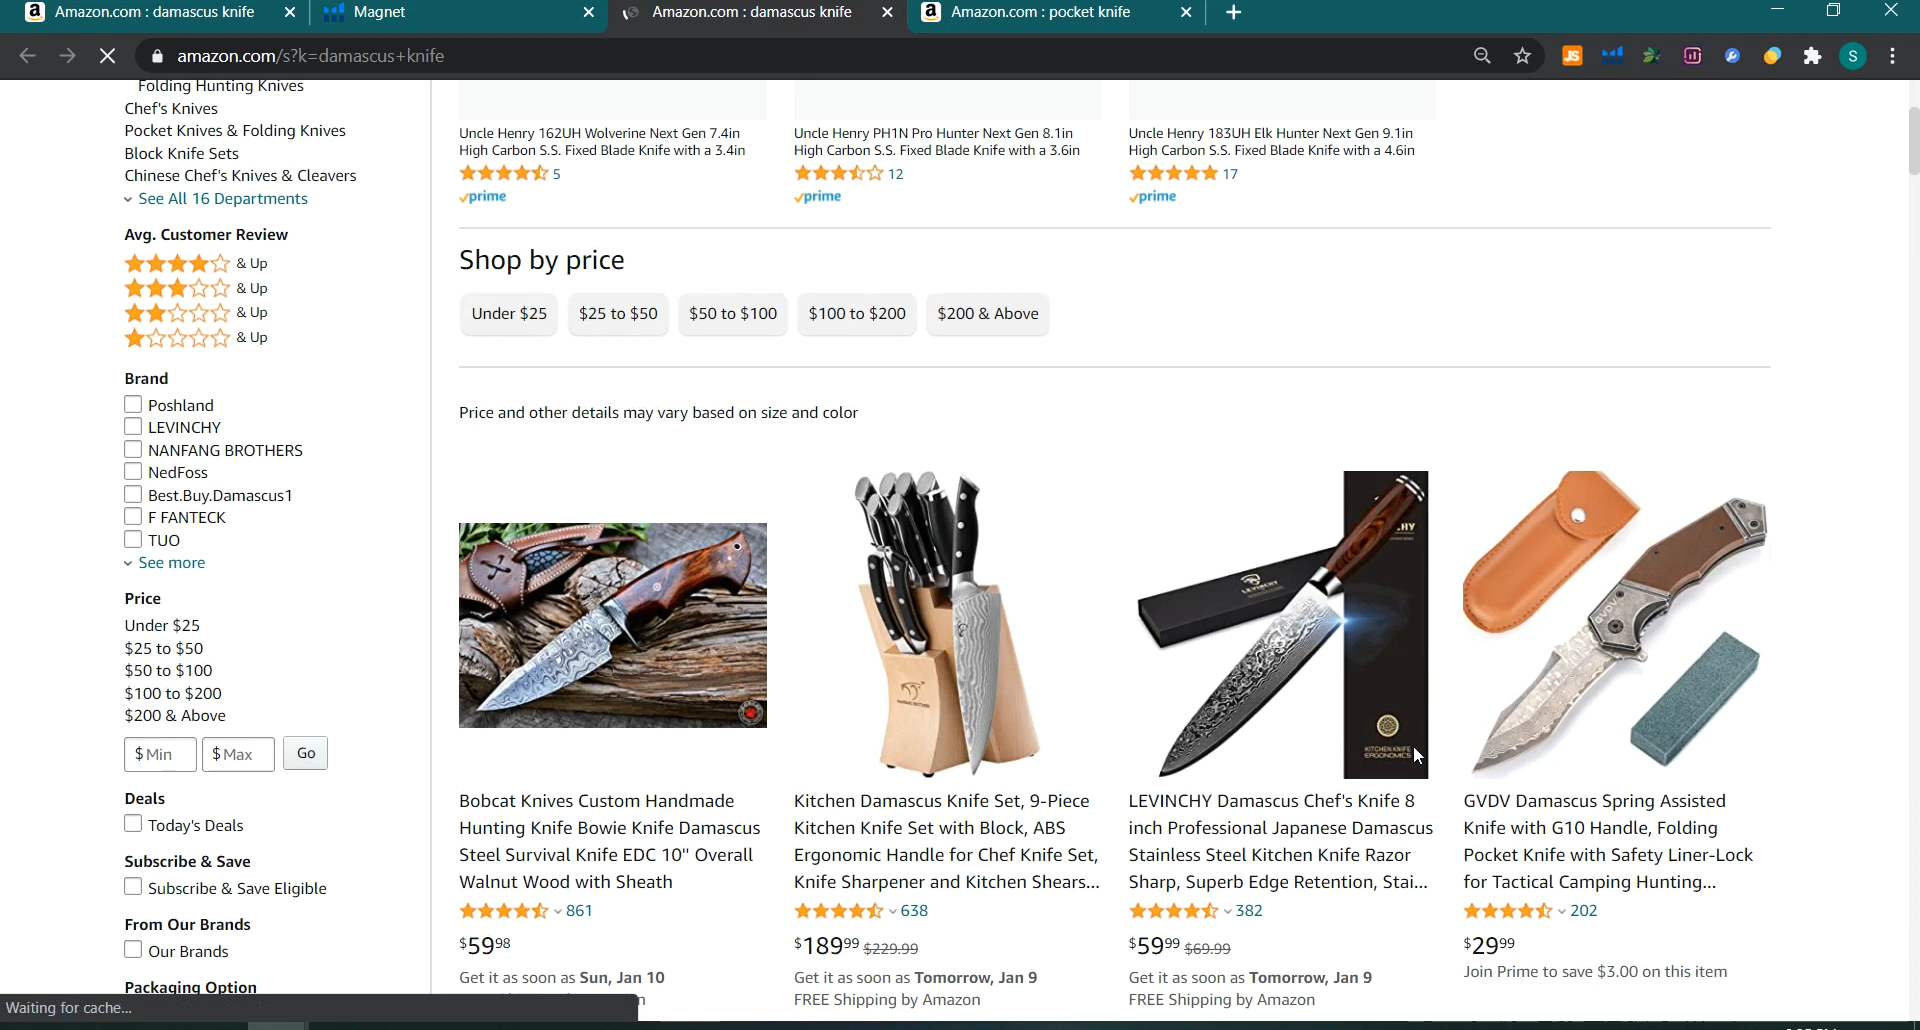 Amazon.com : damascus knife
Magnet
Amazon.com : damascus knife
Amazon.com : pocket knife
amazon.com/s?k=damascus+knife
JS
S
Folding Hunting Knives
Chef's Knives
Pocket Knives & Folding Knives
Block Knife Sets
Chinese Chef's Knives & Cleavers
See All 16 Departments
Avg. Customer Review
& Up
& Up
& Up
& Up
Brand
Poshland
LEVINCHY
NANFANG BROTHERS
NedFoss
Best.Buy.Damascus1
F FANTECK
TUO
See more
Price
Under $25
$25 to $50
$50 to $100
$100 to $200
$200 & Above
$ Min
$ Max
Go
Deals
Today's Deals
Subscribe & Save
Subscribe & Save Eligible
From Our Brands
Our Brands
Packaging Option
Waiting for cache...
Uncle Henry 162UH Wolverine Next Gen 7.4in
High Carbon S.S. Fixed Blade Knife with a 3.4in
5
prime
Uncle Henry PH1N Pro Hunter Next Gen 8.1in
High Carbon S.S. Fixed Blade Knife with a 3.6in
12
prime
Uncle Henry 183UH Elk Hunter Next Gen 9.1in
High Carbon S.S. Fixed Blade Knife with a 4.6in
17
prime
Shop by price
Under $25
$25 to $50
$50 to $100
$100 to $200
$200 & Above
Price and other details may vary based on size and color
LEVINCHY
KITCHEN KNIFE
ERGONOMICS
GVDV
Bobcat Knives Custom Handmade
Hunting Knife Bowie Knife Damascus
Steel Survival Knife EDC 10" Overall
Walnut Wood with Sheath
861
$59 98
Get it as soon as Sun, Jan 10
Kitchen Damascus Knife Set, 9-Piece
Kitchen Knife Set with Block, ABS
Ergonomic Handle for Chef Knife Set,
Knife Sharpener and Kitchen Shears...
638
$189 99 $229.99
Get it as soon as Tomorrow, Jan 9
FREE Shipping by Amazon
LEVINCHY Damascus Chef's Knife 8
inch Professional Japanese Damascus
Stainless Steel Kitchen Knife Razor
Sharp, Superb Edge Retention, Stai...
382
$59 99 $69.99
Get it as soon as Tomorrow, Jan 9
FREE Shipping by Amazon
GVDV Damascus Spring Assisted
Knife with G10 Handle, Folding
Pocket Knife with Safety Liner-Lock
for Tactical Camping Hunting...
202
$29 99
Join Prime to save $3.00 on this item